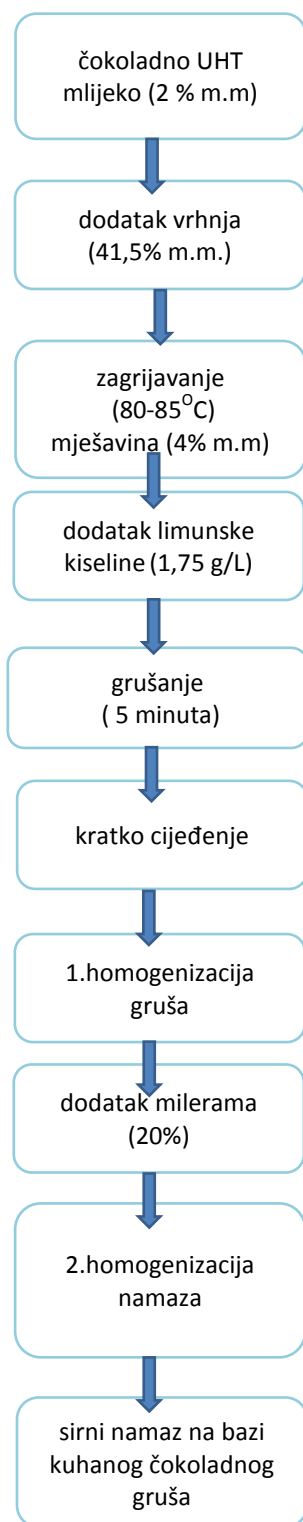 čokoladno UHT
mlijeko (2 % m.m)
dodatak vrhnja
(41,5% m.m.)
zagrijavanje
(80-85⁰C)
mješavina (4% m.m)
dodatak limunske
kiseline (1,75 g/L)
grušanje
( 5 minuta)
kratko cijeđenje
1.homogenizacija
gruša
dodatak milerama
(20%)
2.homogenizacija
namaza
sirni namaz na bazi
kuhanog čokoladnog
gruša